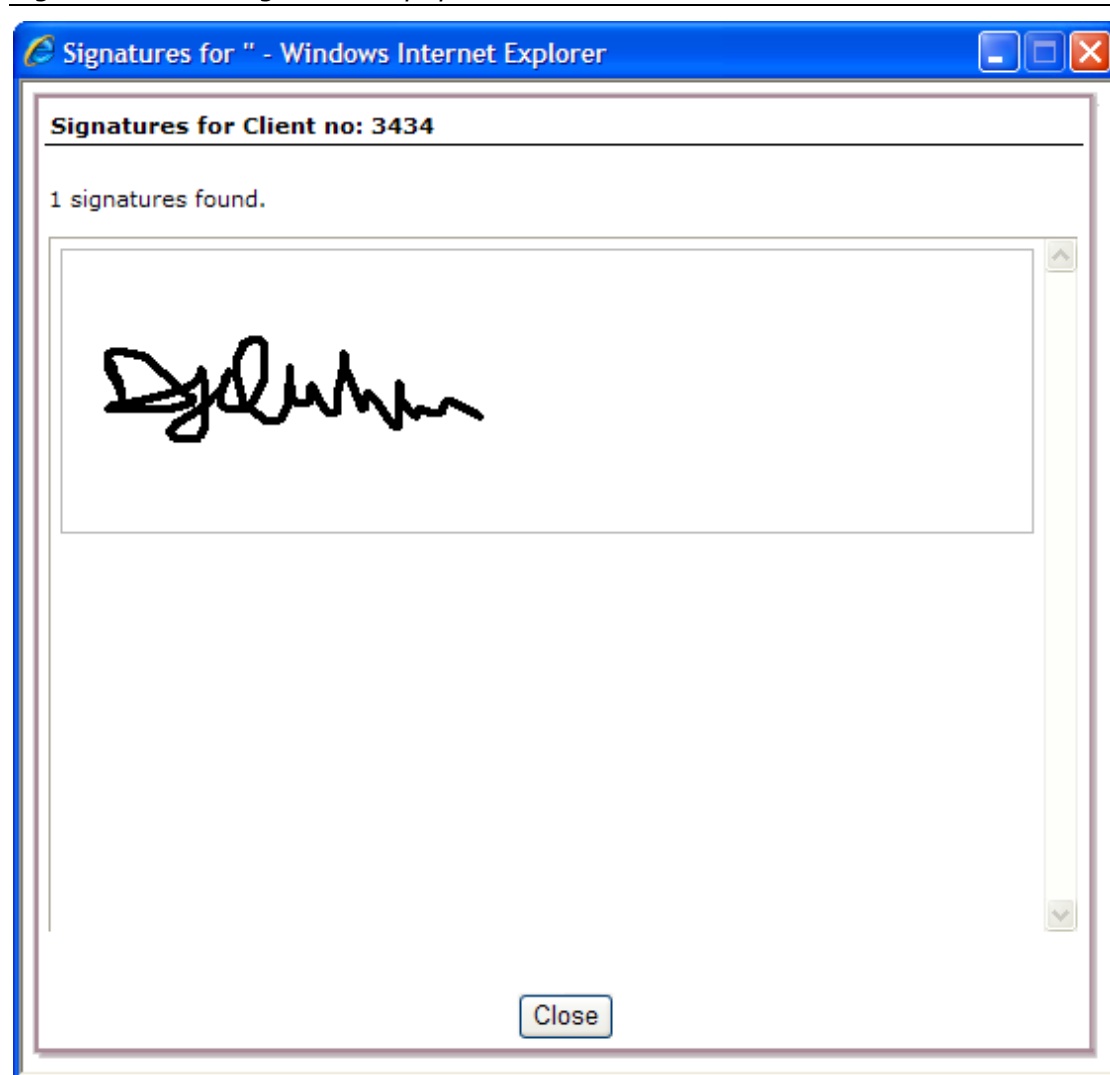 Signatures for '' - Windows Internet Explorer
Signatures for Client no: 3434
1 signatures found.
Close